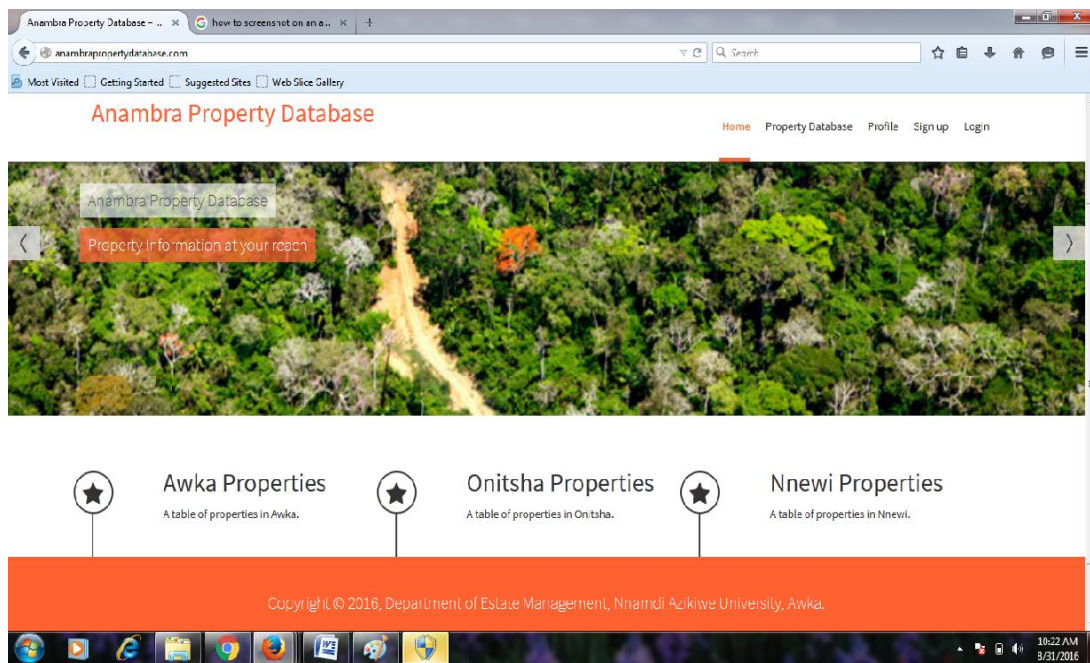 Anambra Property Database – ...
how to screenshot on an a...
anambrapropertydatabase.com
Search
Most Visited Getting Started Suggested Sites Web Slice Gallery
Anambra Property Database
Home Property Database Profile Sign up Login
Anambra Property Database
Property Information at your reach
Awka Properties
A table of properties in Awka.
Onitsha Properties
A table of properties in Onitsha.
Nnewi Properties
A table of properties in Nnewi.
Copyright © 2016, Department of Estate Management, Nnamdi Azikiwe University, Awka.
10:22 AM
8/31/2016